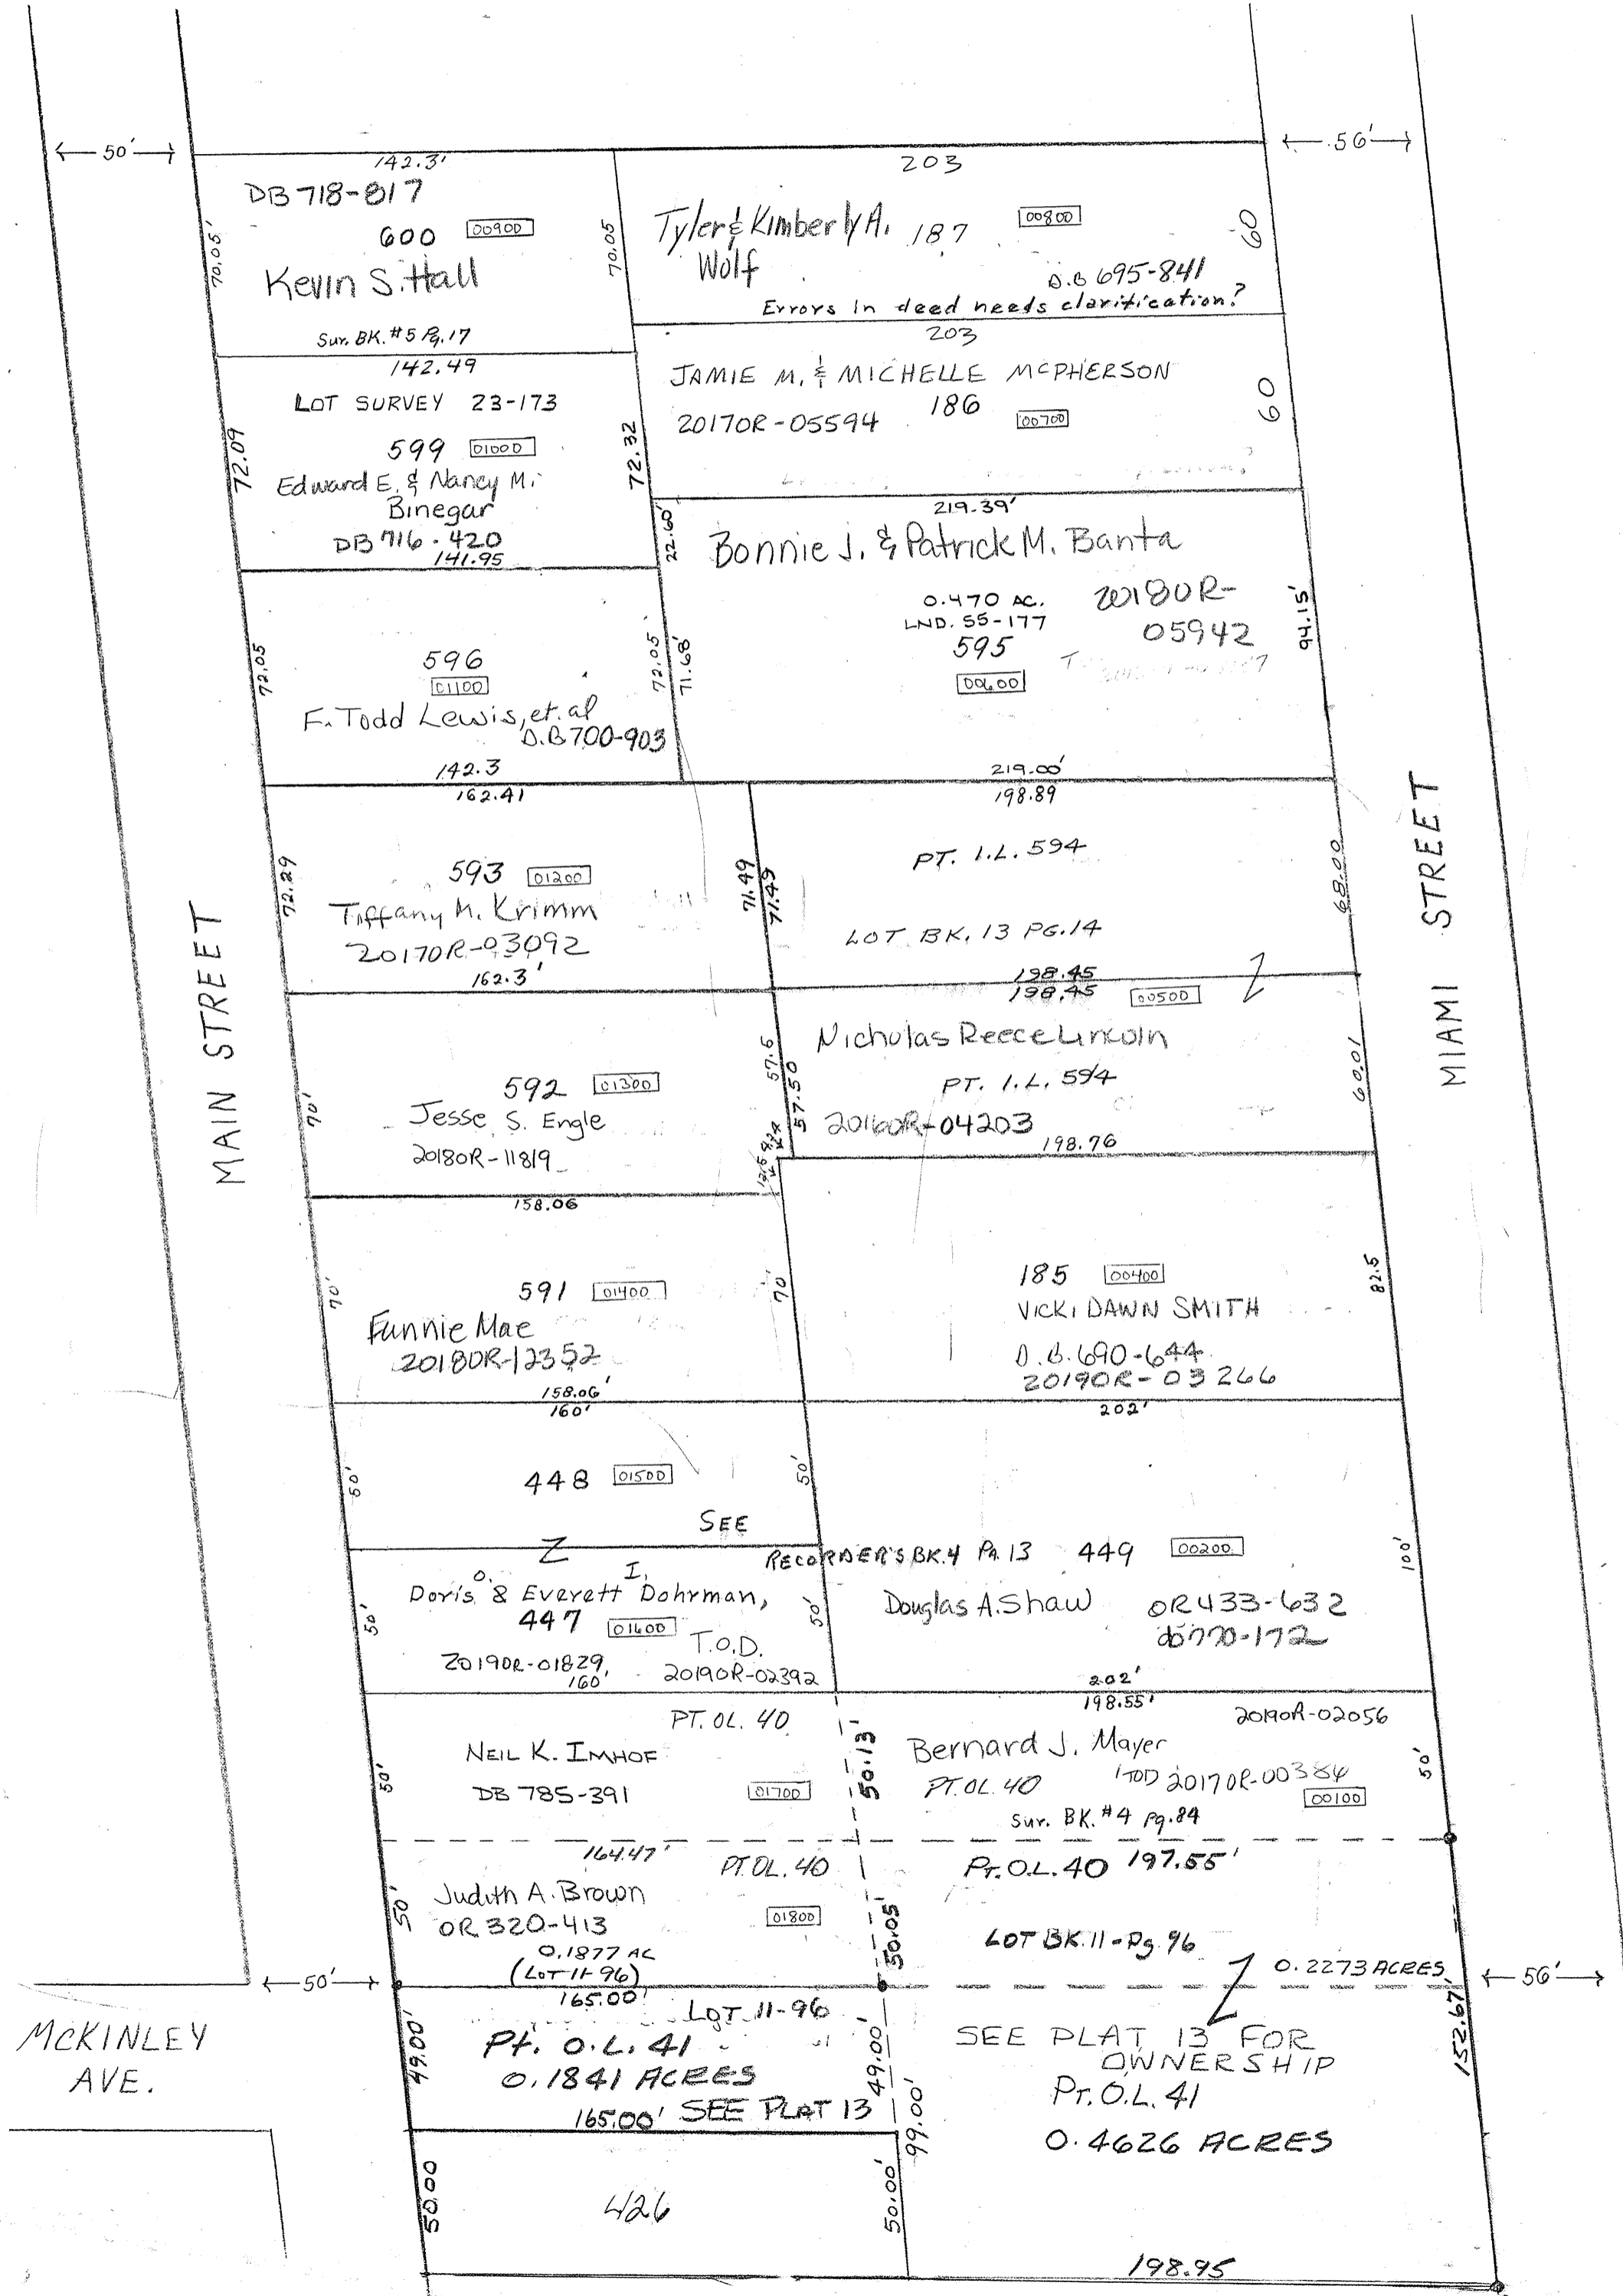 50'
56'
142.3'
DB 718-817
600 00900
Kevin S. Hall
Sur. BK. #5 Pg. 17
70.05'
70.05
203
Tyler & Kimberly A. 187 00800
Wolf
D.B 695-841
Errors in deed needs clarification?
60
142.49
LOT SURVEY 23-173
599 01000
Edward E. & Nancy M.
Binegar
DB 716-420
141.95
72.09
72.32
203
JAMIE M. & MICHELLE MCPHERSON
20170R-05594 186 00700
60
219.39'
22.60'
Bonnie J. & Patrick M. Banta
0.470 AC. 20180R-
LND. 55-177 05942
595
00600
94.15'
71.68'
219.00'
72.05
72.05'
596
01100
F. Todd Lewis, et. al
D.B 700-903
142.3
162.41
72.29
593 01200
Tiffany M. Krimm
20170R-03092
162.3'
71.49
71.49
198.89
PT. I.L. 594
LOT BK. 13 PG. 14
198.45
68.00
198.45 00500
Nicholas Reece Lincoln
PT. I.L. 594
20160R-04203
198.76
57.5
57.50
60.01
70'
592 01300
Jesse S. Engle
20180R-11819
158.06
MAIN STREET
MIAMI STREET
70'
70'
591 01400
Fannie Mae
20180R-12352
158.06'
185 00400
VICKI DAWN SMITH
D.B. 690-644
20190R-03266
82.5
160'
50'
50'
448 01500
202'
SEE
RECORDER'S BK. 4 PG. 13 449 00200
100'
50'
50'
O. I.
Doris & Everett Dohrman,
447 01600
T.O.D.
20190R-01829, 20190R-02392
160'
Douglas A. Shaw OR 433-632
202'
198.55'
PT. OL. 40
NEIL K. IMHOF
DB 785-391 01700
50'
50.13'
20190R-02056
Bernard J. Mayer
PT. OL. 40 TOD 20170R-00384
00100
Sur. BK. #4 Pg. 84
50'
164.47'
PT. OL. 40
Judith A. Brown
OR 320-413 01800
0.1877 AC
(LOT 11-96)
50'
50.05'
PT. O.L. 40 197.55'
LOT BK. 11-Pg. 96
0.2273 ACRES
50'
56'
165.00'
LOT 11-96
Pt. O.L. 41
0.1841 ACRES
165.00' SEE PLAT 13
49.00'
49.00'
99.00'
SEE PLAT 13 FOR
OWNERSHIP
PT. O.L. 41
0.4626 ACRES
152.67'
MCKINLEY
AVE.
50.00
426
50.00'
198.95